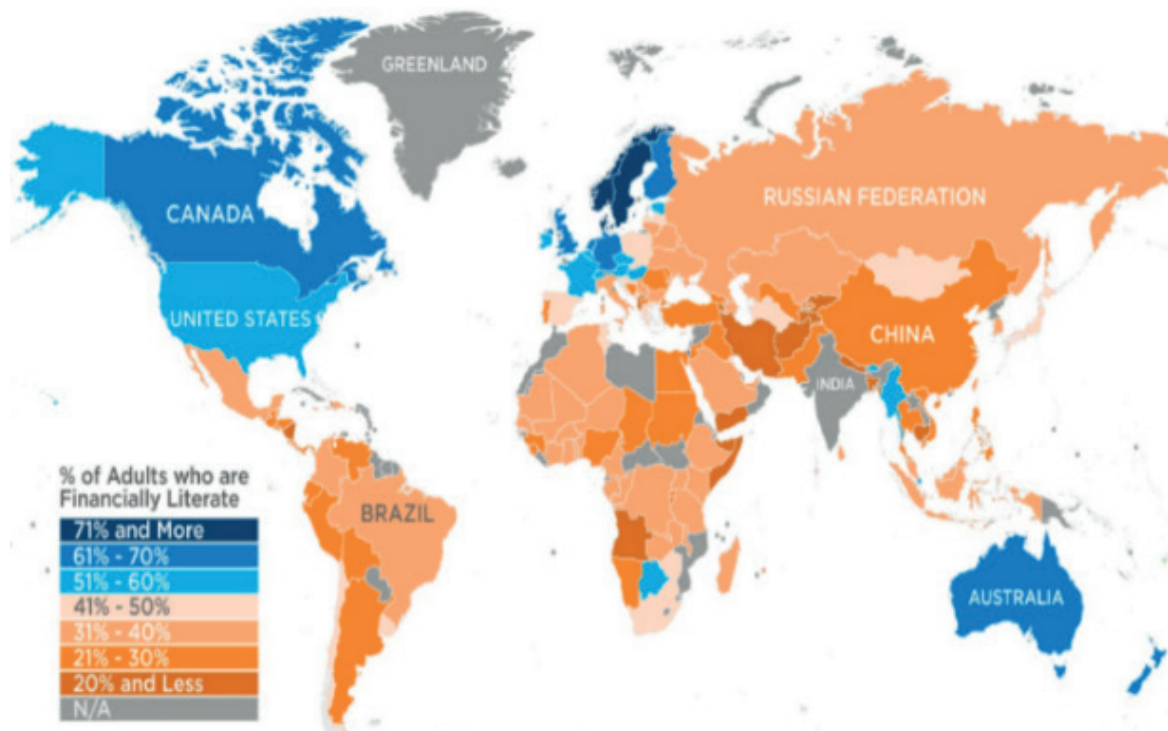 GREENLAND
CANADA
RUSSIAN FEDERATION
UNITED STATES
CHINA
INDIA
BRAZIL
AUSTRALIA
% of Adults who are
Financially Literate
71% and More
61% - 70%
51% - 60%
41% - 50%
31% - 40%
21% - 30%
20% and Less
N/A